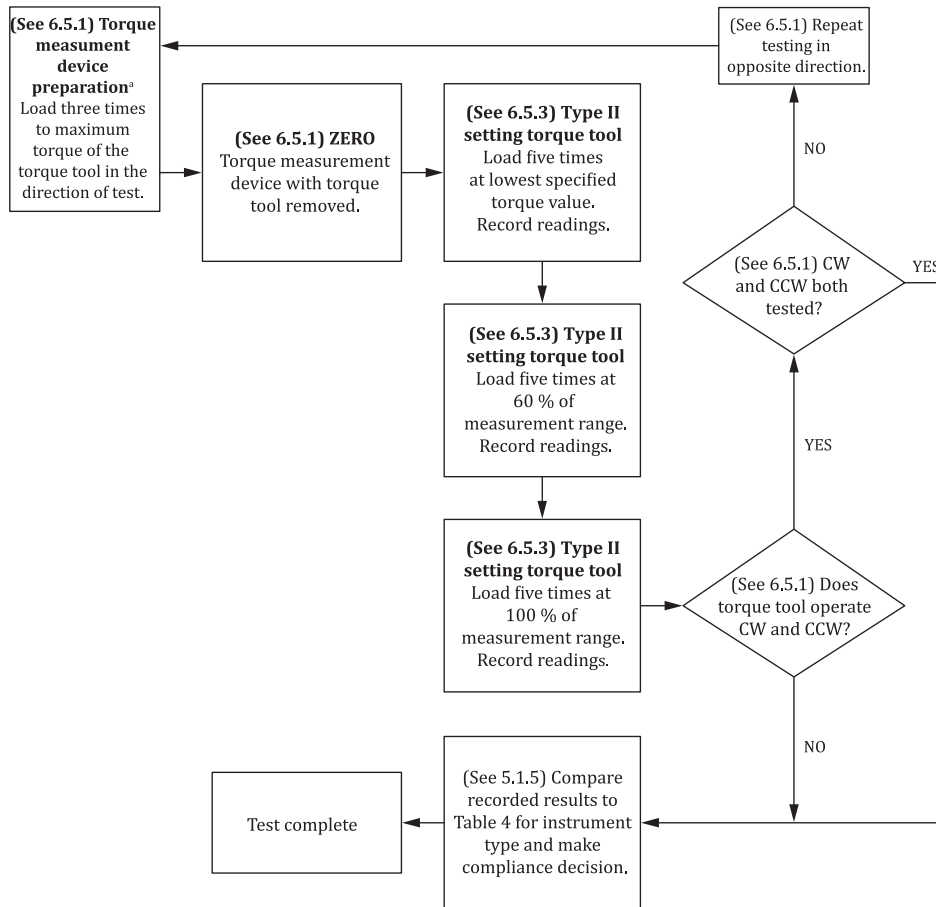 (See 6.5.1) Torque
measument
device
preparationᵃ
Load three times
to maximum
torque of the
torque tool in the
direction of test.
(See 6.5.1) ZERO
Torque measurement
device with torque
tool removed.
(See 6.5.3) Type II
setting torque tool
Load five times
at lowest specified
torque value.
Record readings.
(See 6.5.3) Type II
setting torque tool
Load five times at
60 % of
measurement range.
Record readings.
(See 6.5.3) Type II
setting torque tool
Load five times at
100 % of
measurement range.
Record readings.
(See 6.5.1) Does
torque tool operate
CW and CCW?
YES
(See 6.5.1) CW
and CCW both
tested?
NO
(See 6.5.1) Repeat
testing in
opposite direction.
YES
NO
(See 5.1.5) Compare
recorded results to
Table 4 for instrument
type and make
compliance decision.
Test complete